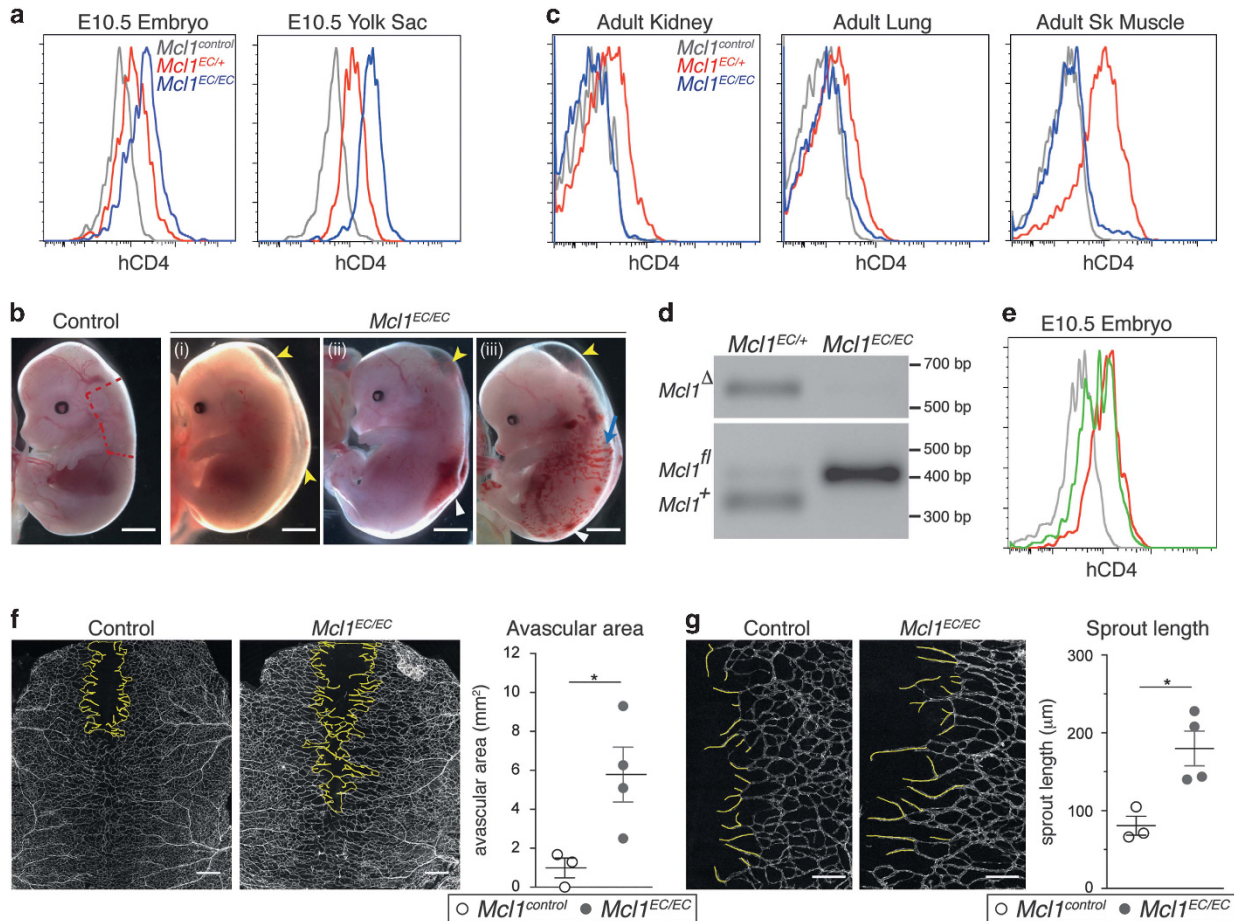 a
E10.5 Embryo
E10.5 Yolk Sac
Mcl1control
Mcl1EC/+
Mcl1EC/EC
hCD4
hCD4
c
Adult Kidney
Adult Lung
Adult Sk Muscle
Mcl1control
Mcl1EC/+
Mcl1EC/EC
hCD4
hCD4
hCD4
b
Control
Mcl1EC/EC
(i)
(ii)
(iii)
d
Mcl1EC/+
Mcl1EC/EC
Mcl1Δ
700 bp
500 bp
Mcl1fl
Mcl1+
500 bp
400 bp
300 bp
e
E10.5 Embryo
hCD4
f
Control
Mcl1EC/EC
Avascular area
avascular area (mm²)
12
10
8
6
4
2
0
*
g
Control
Mcl1EC/EC
Sprout length
sprout length (µm)
300
200
100
0
*
Mcl1control
Mcl1EC/EC
Mcl1control
Mcl1EC/EC